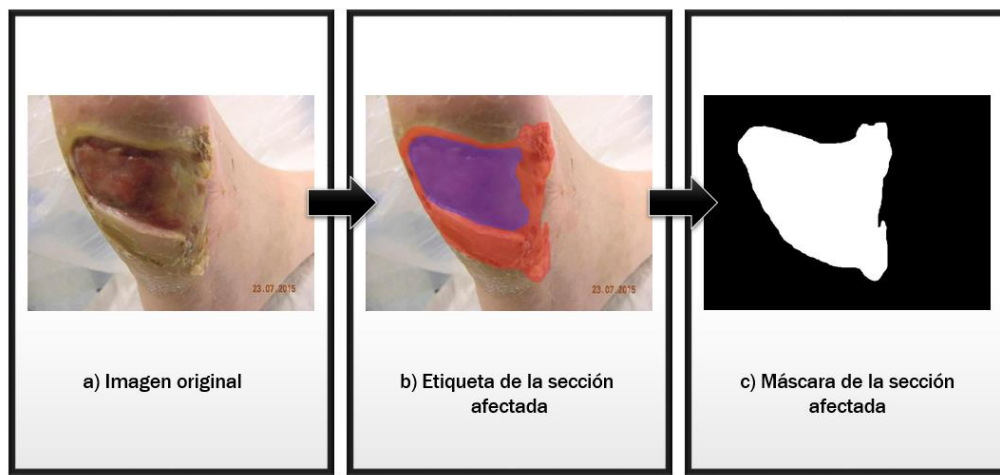 23.07.2015
23.07.2015
a) Imagen original
b) Etiqueta de la sección
afectada
c) Máscara de la sección
afectada